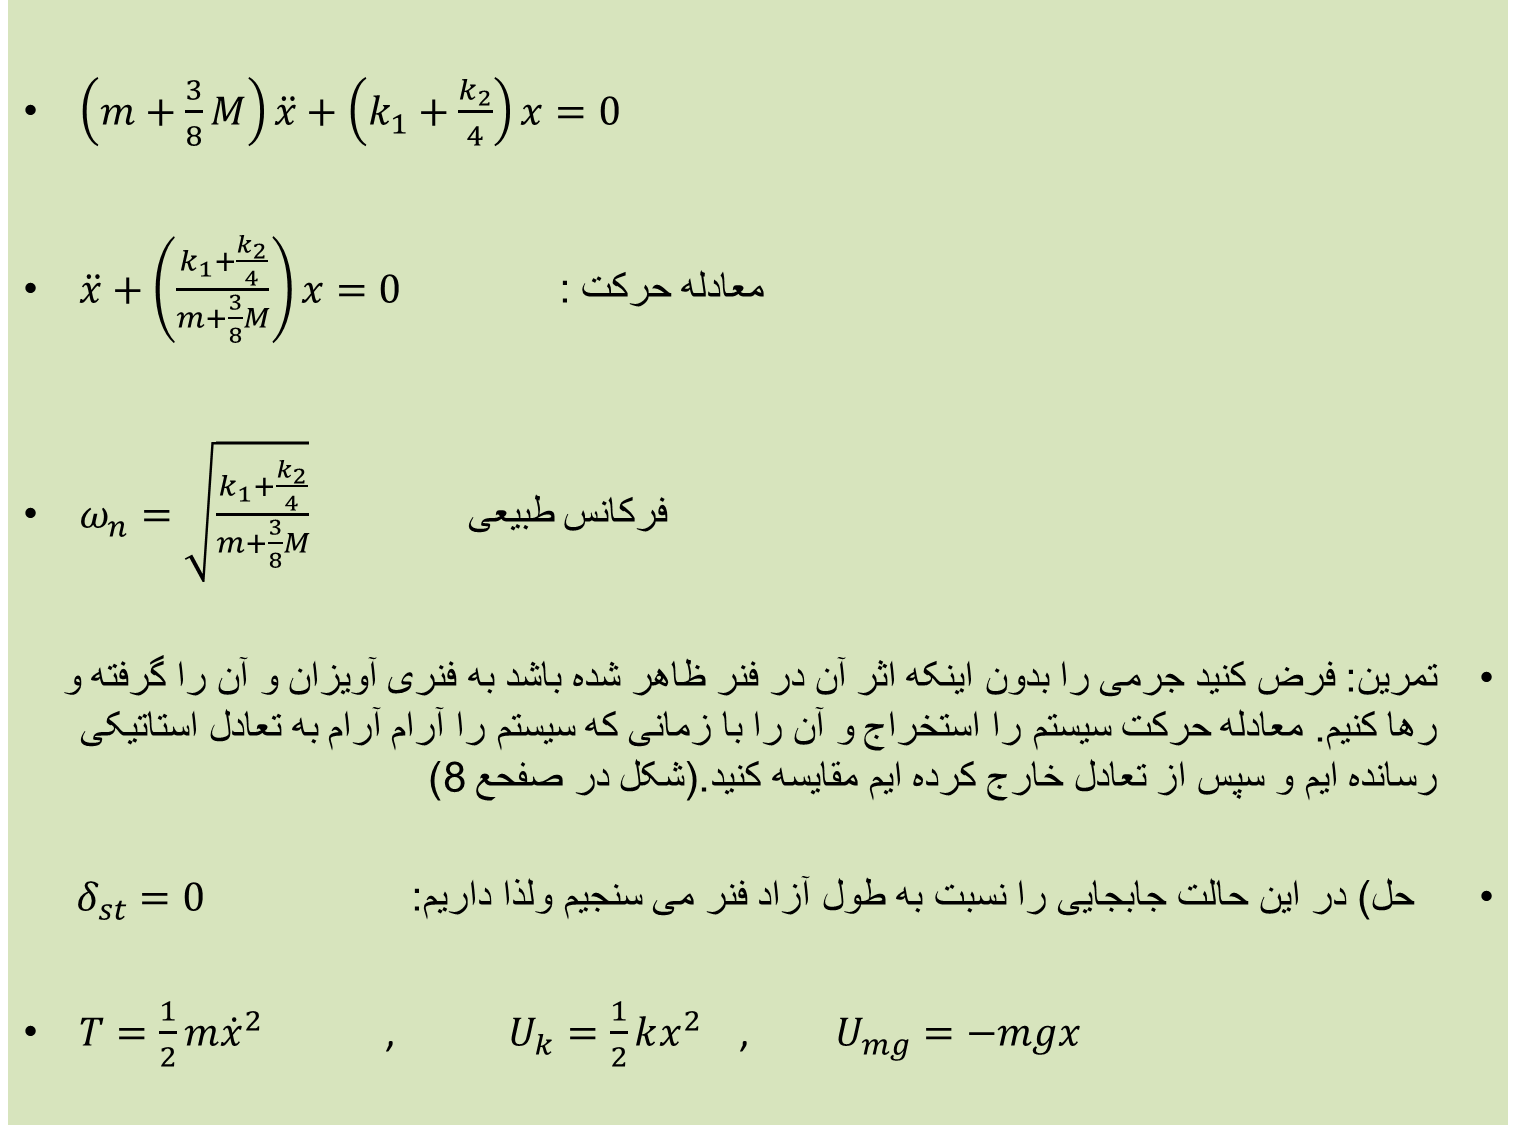 • (m + 3/8 M) ẍ + (k₁ + k₂/4) x = 0
• ẍ + ((k₁+k₂/4)/(m+3/8 M)) x = 0 معادله حرکت :
• ωₙ = √((k₁+k₂/4)/(m+3/8 M)) فرکانس طبیعی
• تمرین: فرض کنید جرمی را بدون اینکه اثر آن در فنر ظاهر شده باشد به فنری آویزان و آن را گرفته و
رها کنیم. معادله حرکت سیستم را استخراج و آن را با زمانی که سیستم را آرام آرام به تعادل استاتیکی
رسانده ایم و سپس از تعادل خارج کرده ایم مقایسه کنید.(شکل در صفحع 8)
• حل) در این حالت جابجایی را نسبت به طول آزاد فنر می سنجیم ولذا داریم: δ_st = 0
• T = 1/2 mẋ² , U_k = 1/2 kx² , U_mg = −mgx